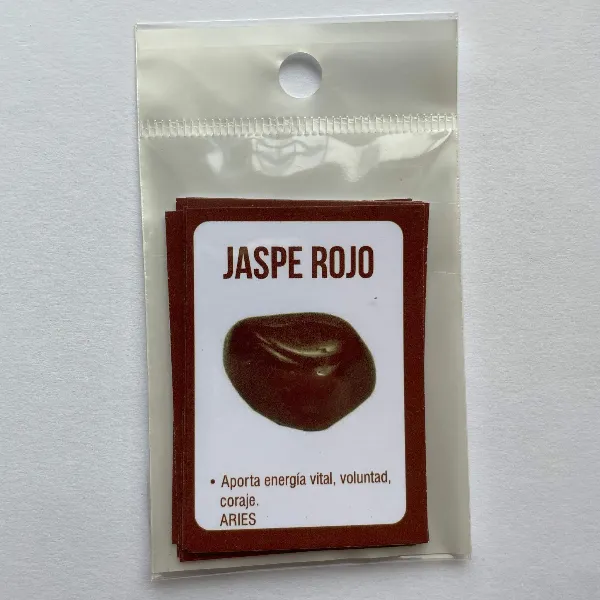 JASPE ROJO
• Aporta energía vital, voluntad,
coraje.
ARIES